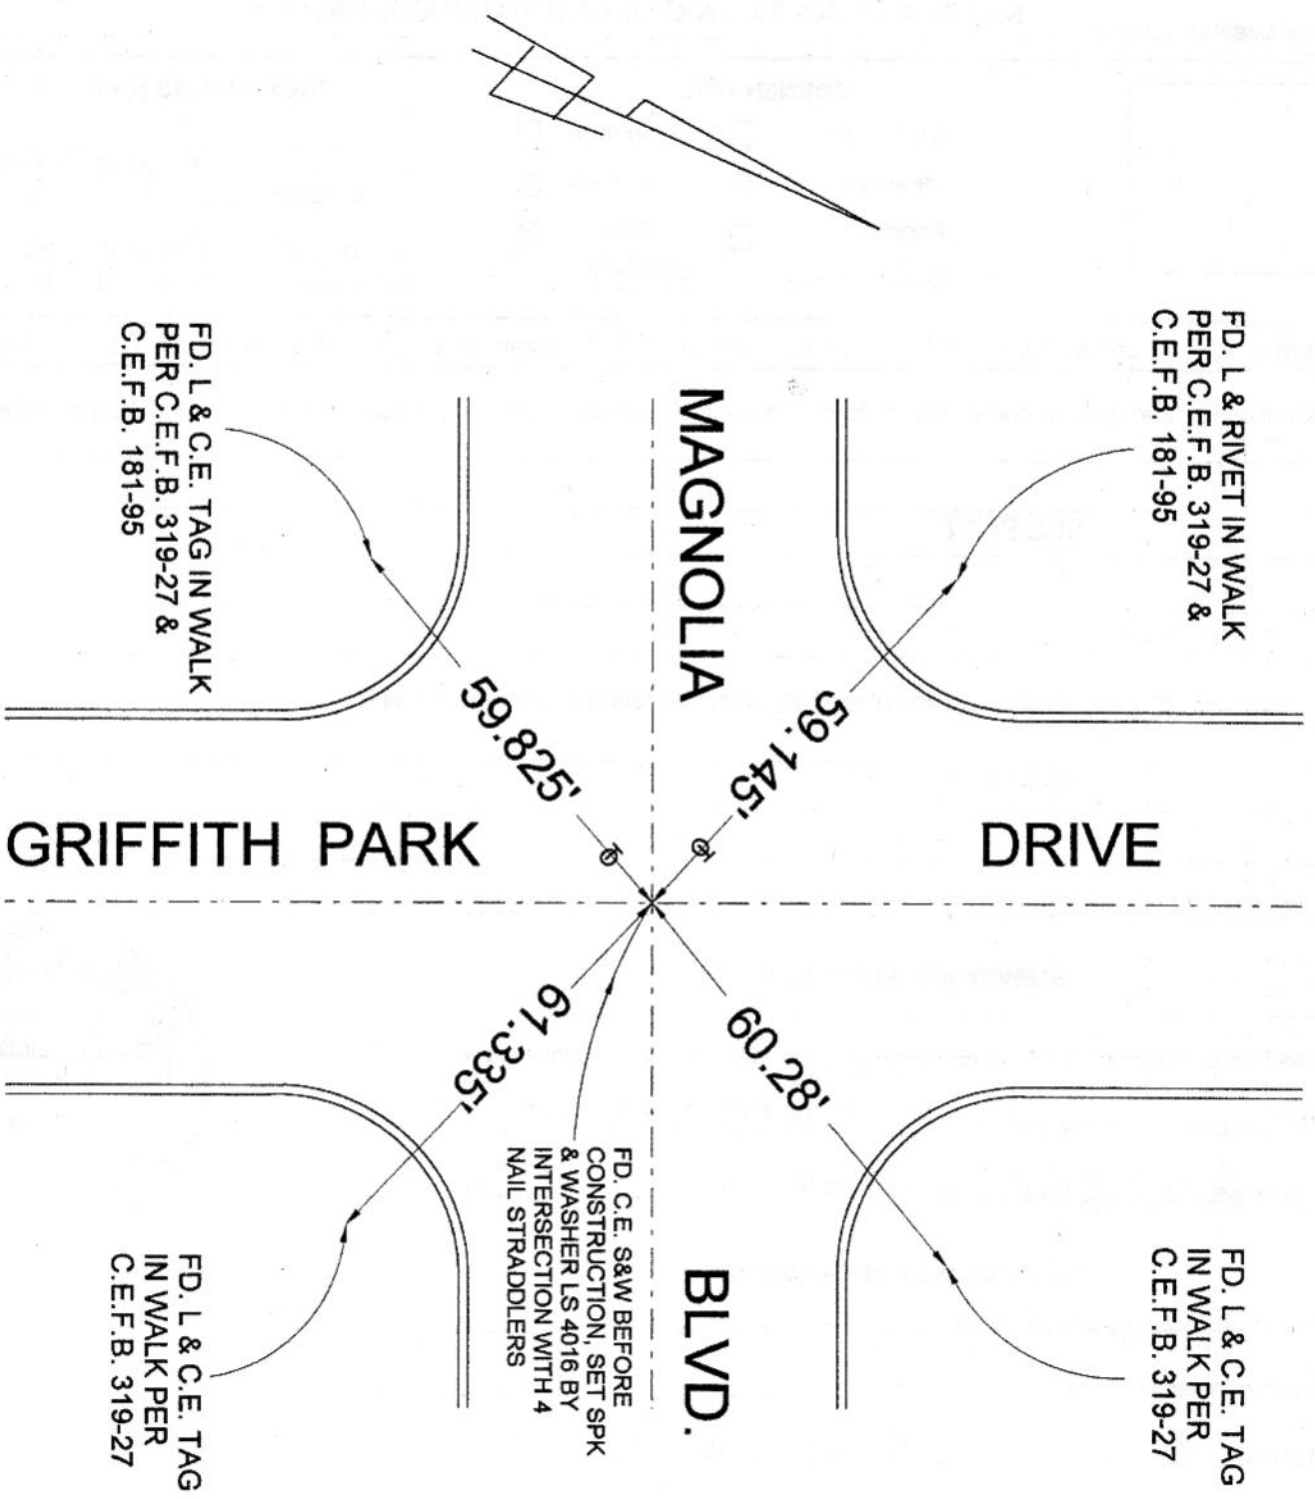 FD. L & C.E. TAG IN WALK
PER C.E.F.B. 319-27 &
C.E.F.B. 181-95
FD. L & RIVET IN WALK
PER C.E.F.B. 319-27 &
C.E.F.B. 181-95
MAGNOLIA
59.825'
59.145'
GRIFFITH PARK
DRIVE
61.335'
60.28'
FD. C.E. S&W BEFORE
CONSTRUCTION, SET SPK
& WASHER LS 4016 BY
INTERSECTION WITH 4
NAIL STRADDLERS
BLVD.
FD. L & C.E. TAG
IN WALK PER
C.E.F.B. 319-27
FD. L & C.E. TAG
IN WALK PER
C.E.F.B. 319-27